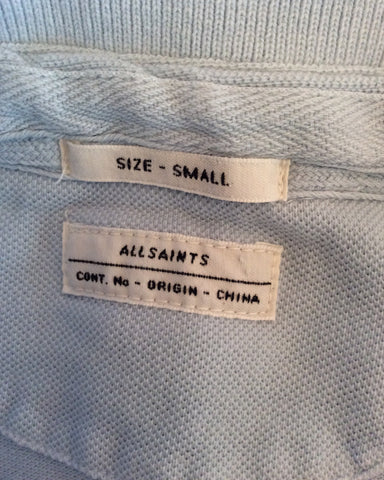 SIZE - SMALL
ALLSAINTS
CONT. No - ORIGIN - CHINA